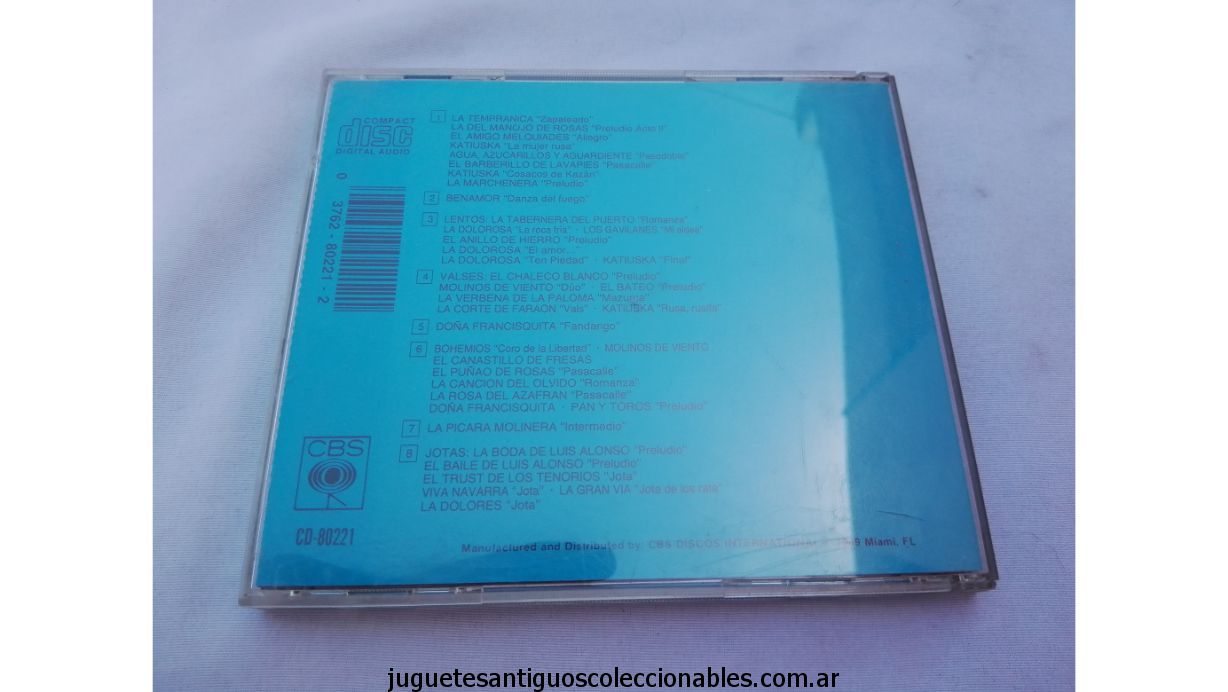 COMPACT
disc
DIGITAL AUDIO
0 3762 - 80221 - 2
1 LA TEMPRANICA "Zapateado"
LA DEL MANOJO DE ROSAS "Preludio Acto II"
EL AMIGO MELQUIADES "Allegro"
KATIUSKA "La mujer rusa"
AGUA, AZUCARILLOS Y AGUARDIENTE "Pasodoble"
EL BARBERILLO DE LAVAPIES "Pasacalle"
KATIUSKA "Cosacos de Kazán"
LA MARCHENERA "Preludio"
2 BENAMOR "Danza del fuego"
3 LENTOS: LA TABERNERA DEL PUERTO "Romanza"
LA DOLOROSA "La roca fría" · LOS GAVILANES "Mi aldea"
EL ANILLO DE HIERRO "Preludio"
LA DOLOROSA "El amor..."
LA DOLOROSA "Ten Piedad" · KATIUSKA "Final"
4 VALSES: EL CHALECO BLANCO "Preludio"
MOLINOS DE VIENTO "Dúo" · EL BATEO "Preludio"
LA VERBENA DE LA PALOMA "Mazurca"
LA CORTE DE FARAON "Vals" · KATIUSKA "Rusa, rusita"
5 DOÑA FRANCISQUITA "Fandango"
6 BOHEMIOS "Coro de la Libertad" · MOLINOS DE VIENTO
EL CANASTILLO DE FRESAS
EL PUÑAO DE ROSAS "Pasacalle"
LA CANCION DEL OLVIDO "Romanza"
LA ROSA DEL AZAFRAN "Pasacalle"
DOÑA FRANCISQUITA · PAN Y TOROS "Preludio"
7 LA PICARA MOLINERA "Intermedio"
8 JOTAS: LA BODA DE LUIS ALONSO "Preludio"
EL BAILE DE LUIS ALONSO "Preludio"
EL TRUST DE LOS TENORIOS "Jota"
VIVA NAVARRA "Jota" · LA GRAN VIA "Jota de los rata"
LA DOLORES "Jota"
CBS
CD-80221
Manufactured and Distributed by: CBS DISCOS INTERNATIONAL Miami, FL
juguetesantiguoscoleccionables.com.ar